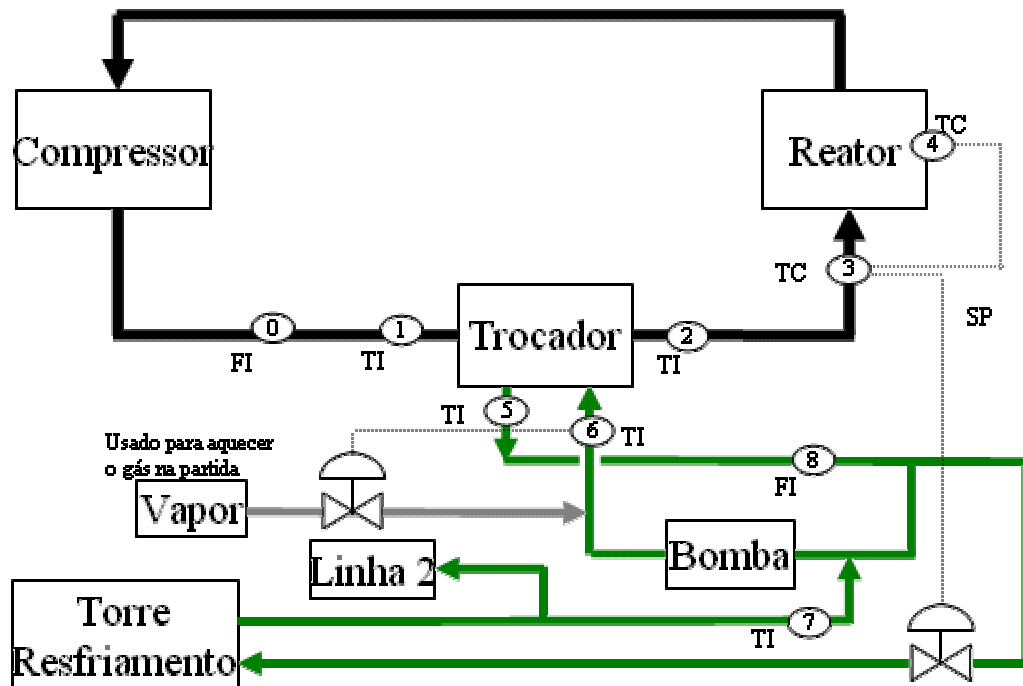 Compressor
Reator
TC
4
TC
3
SP
0
FI
1
TI
Trocador
2
TI
TI
5
6
TI
Usado para aquecer
o gás na partida
8
FI
Vapor
Bomba
Linha 2
Torre
Resfriamento
7
TI